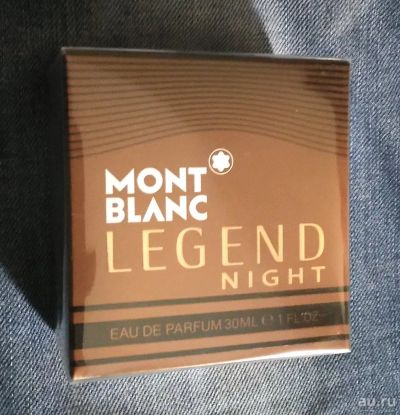 MONT
BLANC
LEGEND
NIGHT
EAU DE PARFUM 30ML ℮ 1 FL OZ
au.ru